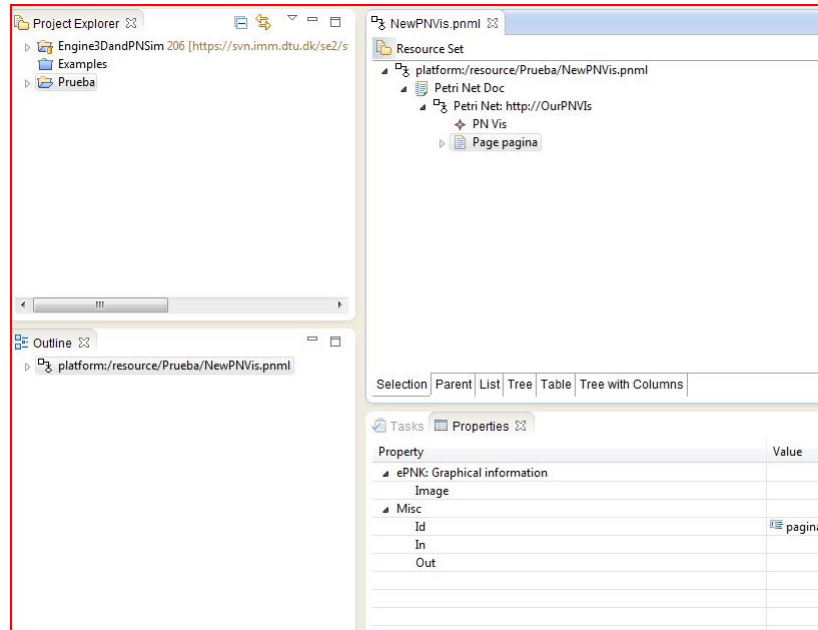 Project Explorer
Engine3DandPNSim 206 [https://svn.imm.dtu.dk/se2/s
Examples
Prueba
Outline
platform:/resource/Prueba/NewPNVis.pnml
NewPNVis.pnml
Resource Set
platform:/resource/Prueba/NewPNVis.pnml
Petri Net Doc
Petri Net: http://OurPNVIs
PN Vis
Page pagina
Selection Parent List Tree Table Tree with Columns
Tasks Properties
Property Value
ePNK: Graphical information
Image
Misc
Id pagina
In
Out